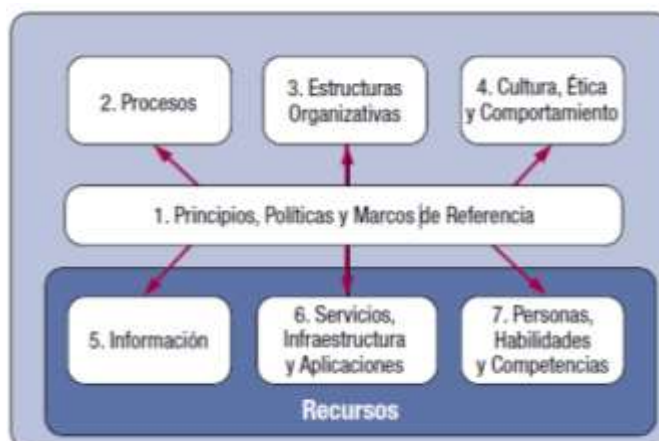 2. Procesos
3. Estructuras
Organizativas
4. Cultura, Ética
y Comportamiento
1. Principios, Políticas y Marcos de Referencia
5. Información
6. Servicios,
Infraestructura
y Aplicaciones
7. Personas,
Habilidades
y Competencias
Recursos